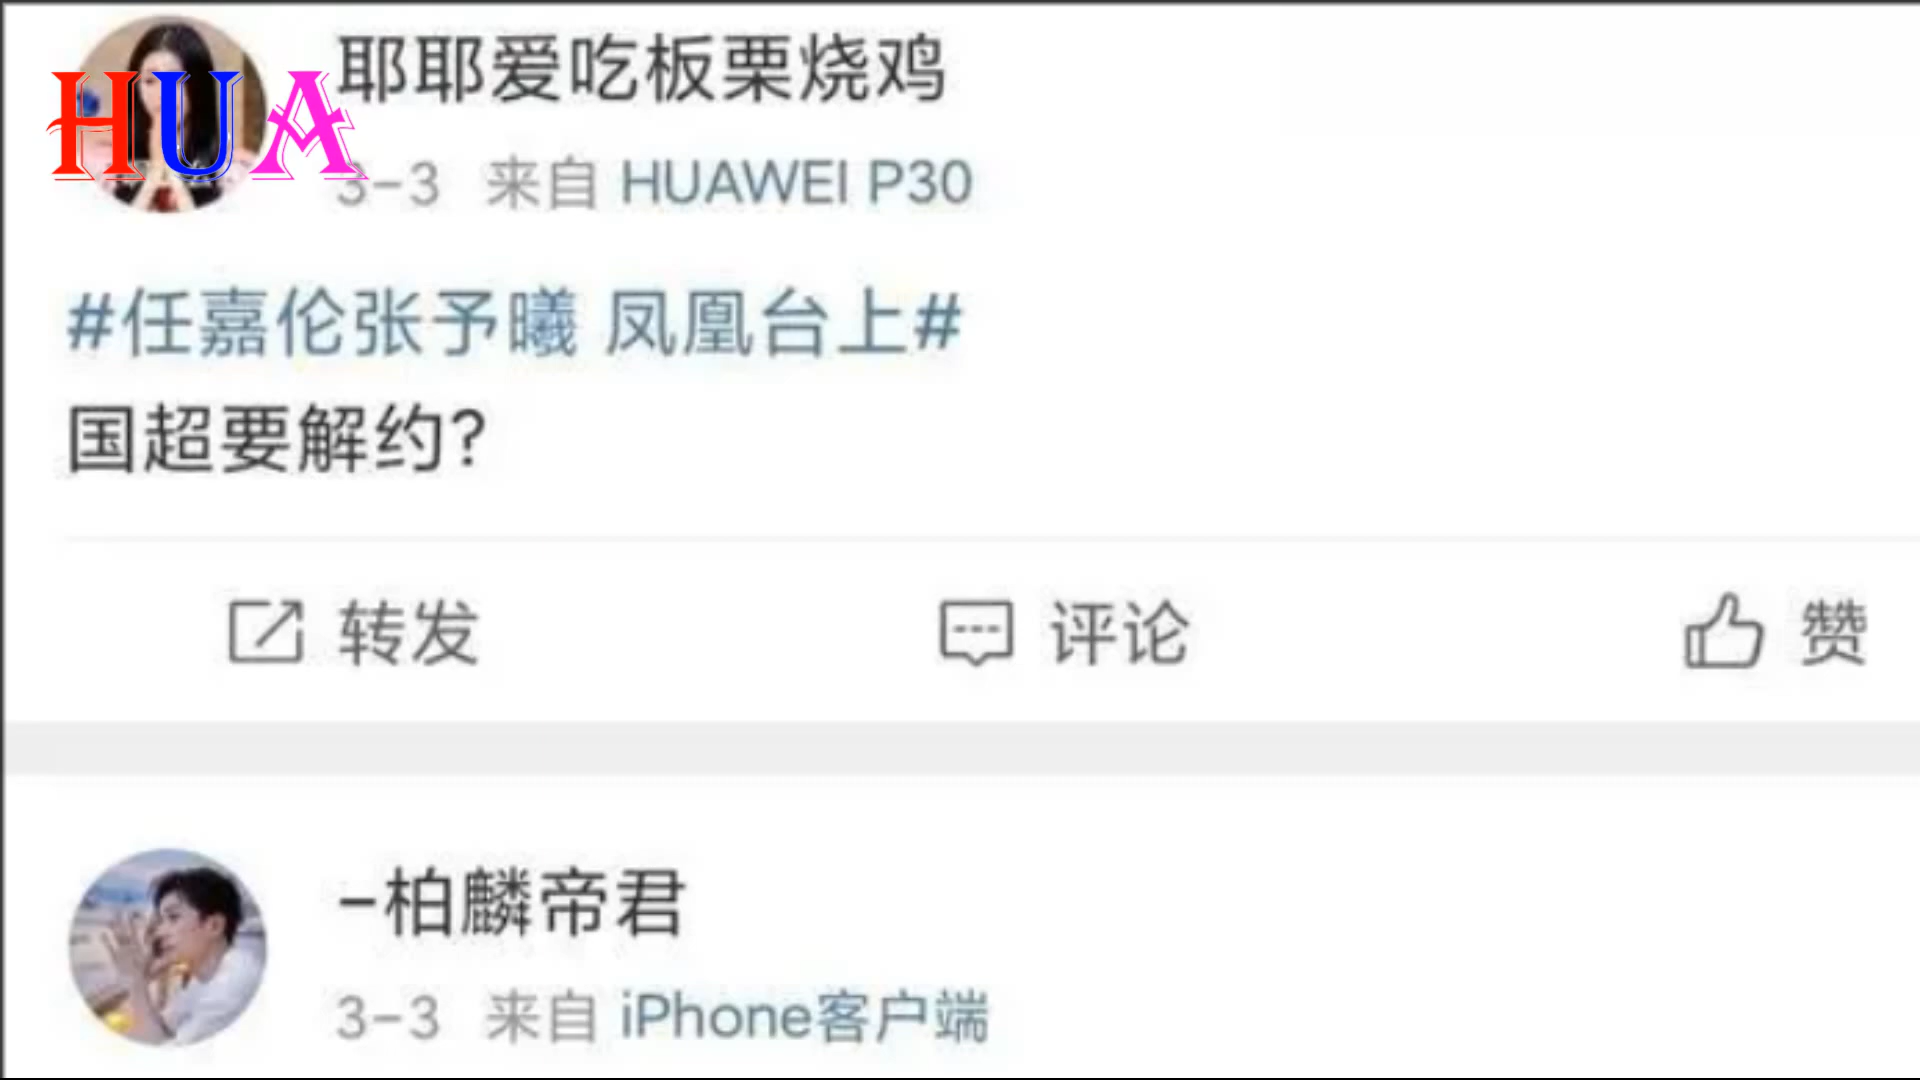 耶耶爱吃板栗烧鸡
HUA
3-3 来自 HUAWEI P30
#任嘉伦张予曦 凤凰台上#
国超要解约?
转发 评论 赞
-柏麟帝君
3-3 来自 iPhone客户端